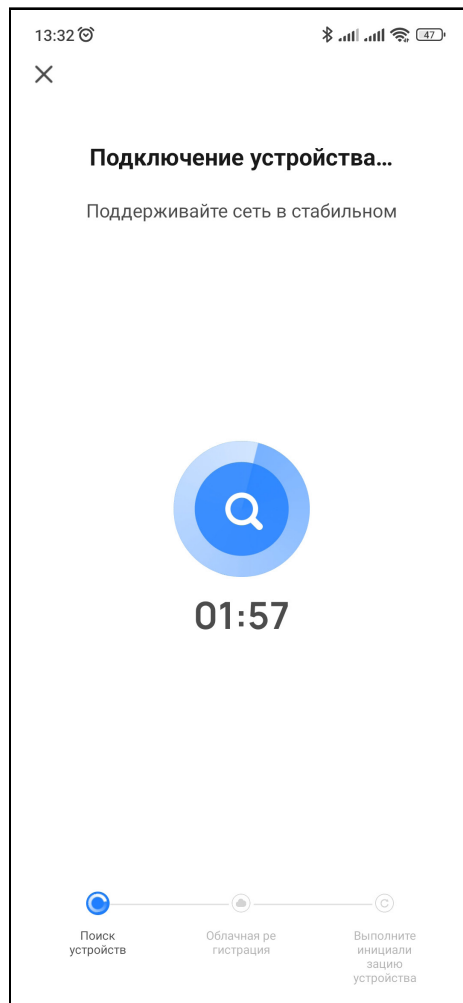 13:32
47
Подключение устройства...
Поддерживайте сеть в стабильном
01:57
Поиск
устройств
Облачная ре
гистрация
Выполните
инициали
зацию
устройства